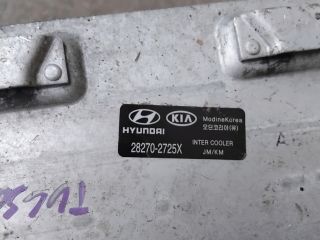 KIA
ModineKorea
HYUNDAI
모딘코리아(유)
28270-2725X
INTER COOLER
JM/KM